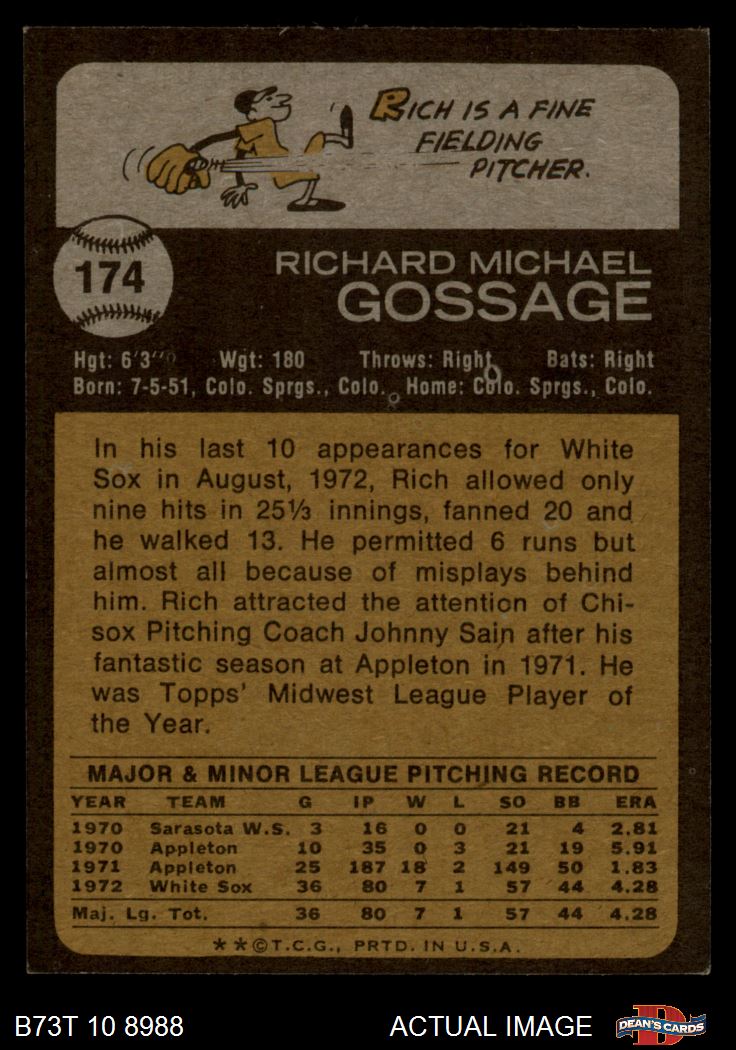 RICH IS A FINE
FIELDING
PITCHER.
174
RICHARD MICHAEL
GOSSAGE
Hgt: 6'3" Wgt: 180 Throws: Right Bats: Right
Born: 7-5-51, Colo. Sprgs., Colo. Home: Colo. Sprgs., Colo.
In his last 10 appearances for White
Sox in August, 1972, Rich allowed only
nine hits in 25⅓ innings, fanned 20 and
he walked 13. He permitted 6 runs but
almost all because of misplays behind
him. Rich attracted the attention of Chi-
sox Pitching Coach Johnny Sain after his
fantastic season at Appleton in 1971. He
was Topps' Midwest League Player of
the Year.
MAJOR & MINOR LEAGUE PITCHING RECORD
YEAR TEAM G IP W L SO BB ERA
1970 Sarasota W.S. 3 16 0 0 21 4 2.81
1970 Appleton 10 35 0 3 21 19 5.91
1971 Appleton 25 187 18 2 149 50 1.83
1972 White Sox 36 80 7 1 57 44 4.28
Maj. Lg. Tot. 36 80 7 1 57 44 4.28
**©T.C.G., PRTD. IN U.S.A.
B73T 10 8988 ACTUAL IMAGE DEAN'S CARDS